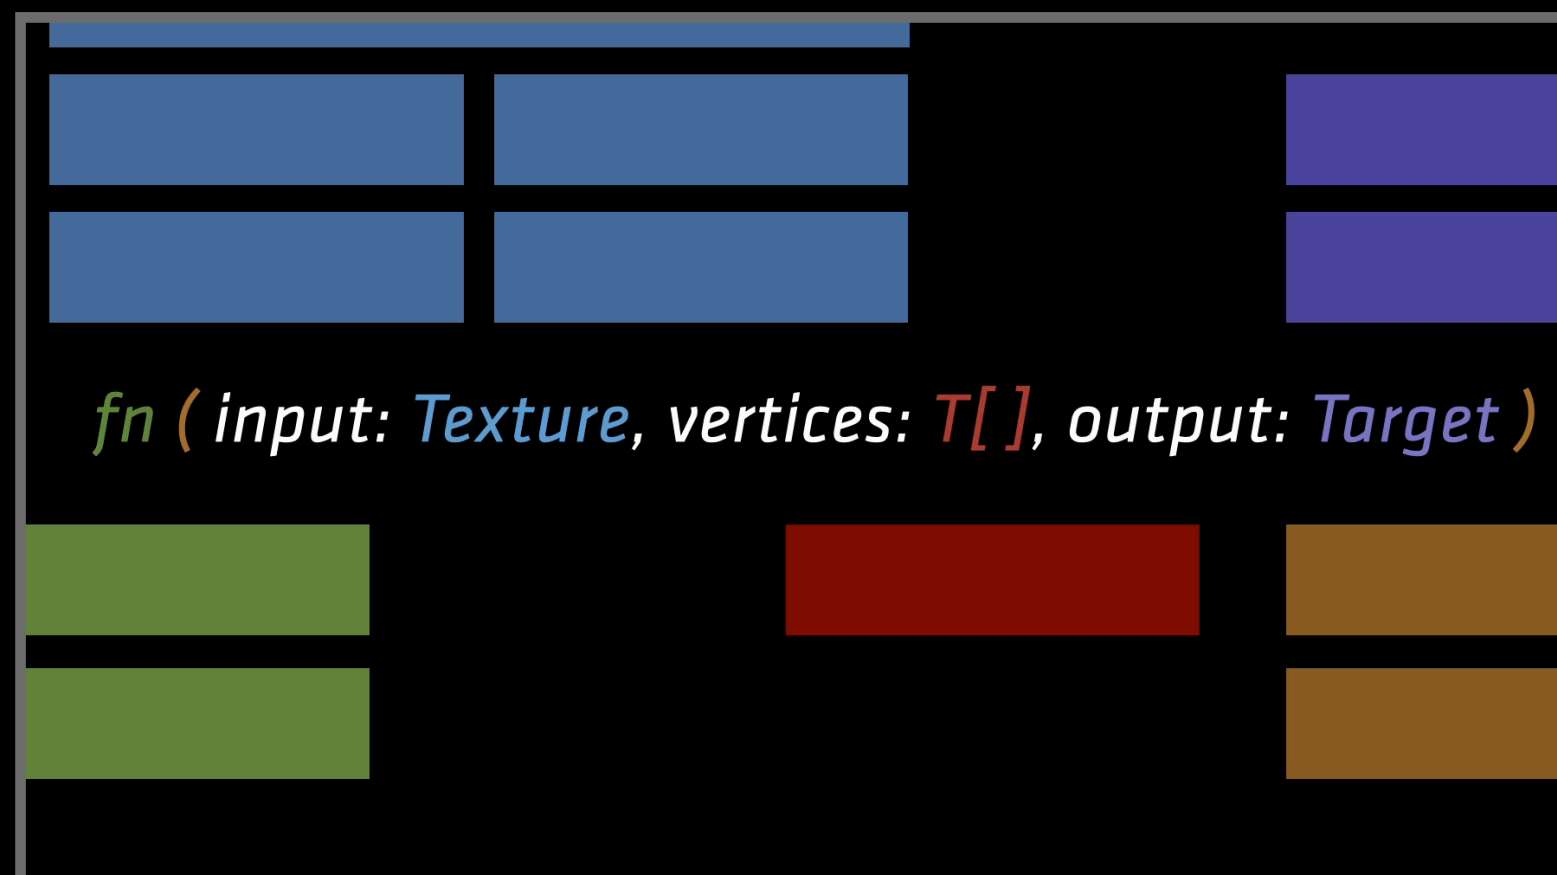 fn ( input: Texture, vertices: T[ ], output: Target )